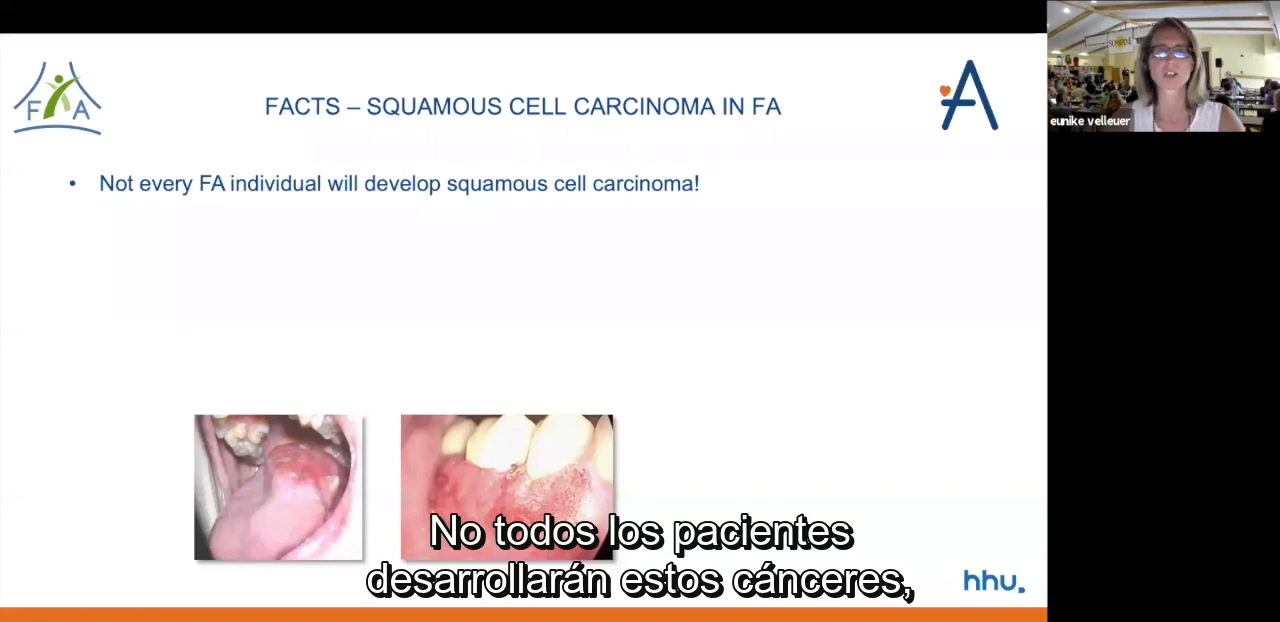 F A
A
FACTS – SQUAMOUS CELL CARCINOMA IN FA
eunike velleuer
• Not every FA individual will develop squamous cell carcinoma!
No todos los pacientes
desarrollarán estos cánceres,
hhu.